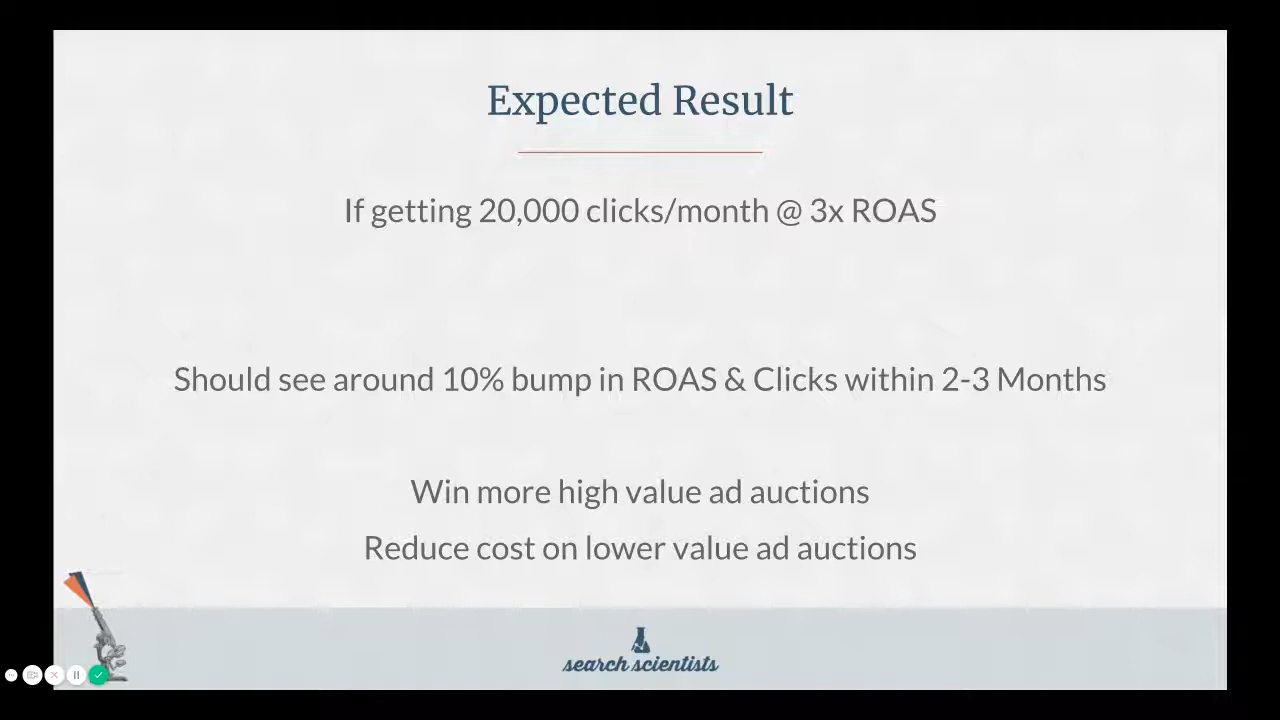 Expected Result
If getting 20,000 clicks/month @ 3x ROAS
Should see around 10% bump in ROAS & Clicks within 2-3 Months
Win more high value ad auctions
Reduce cost on lower value ad auctions
search scientists